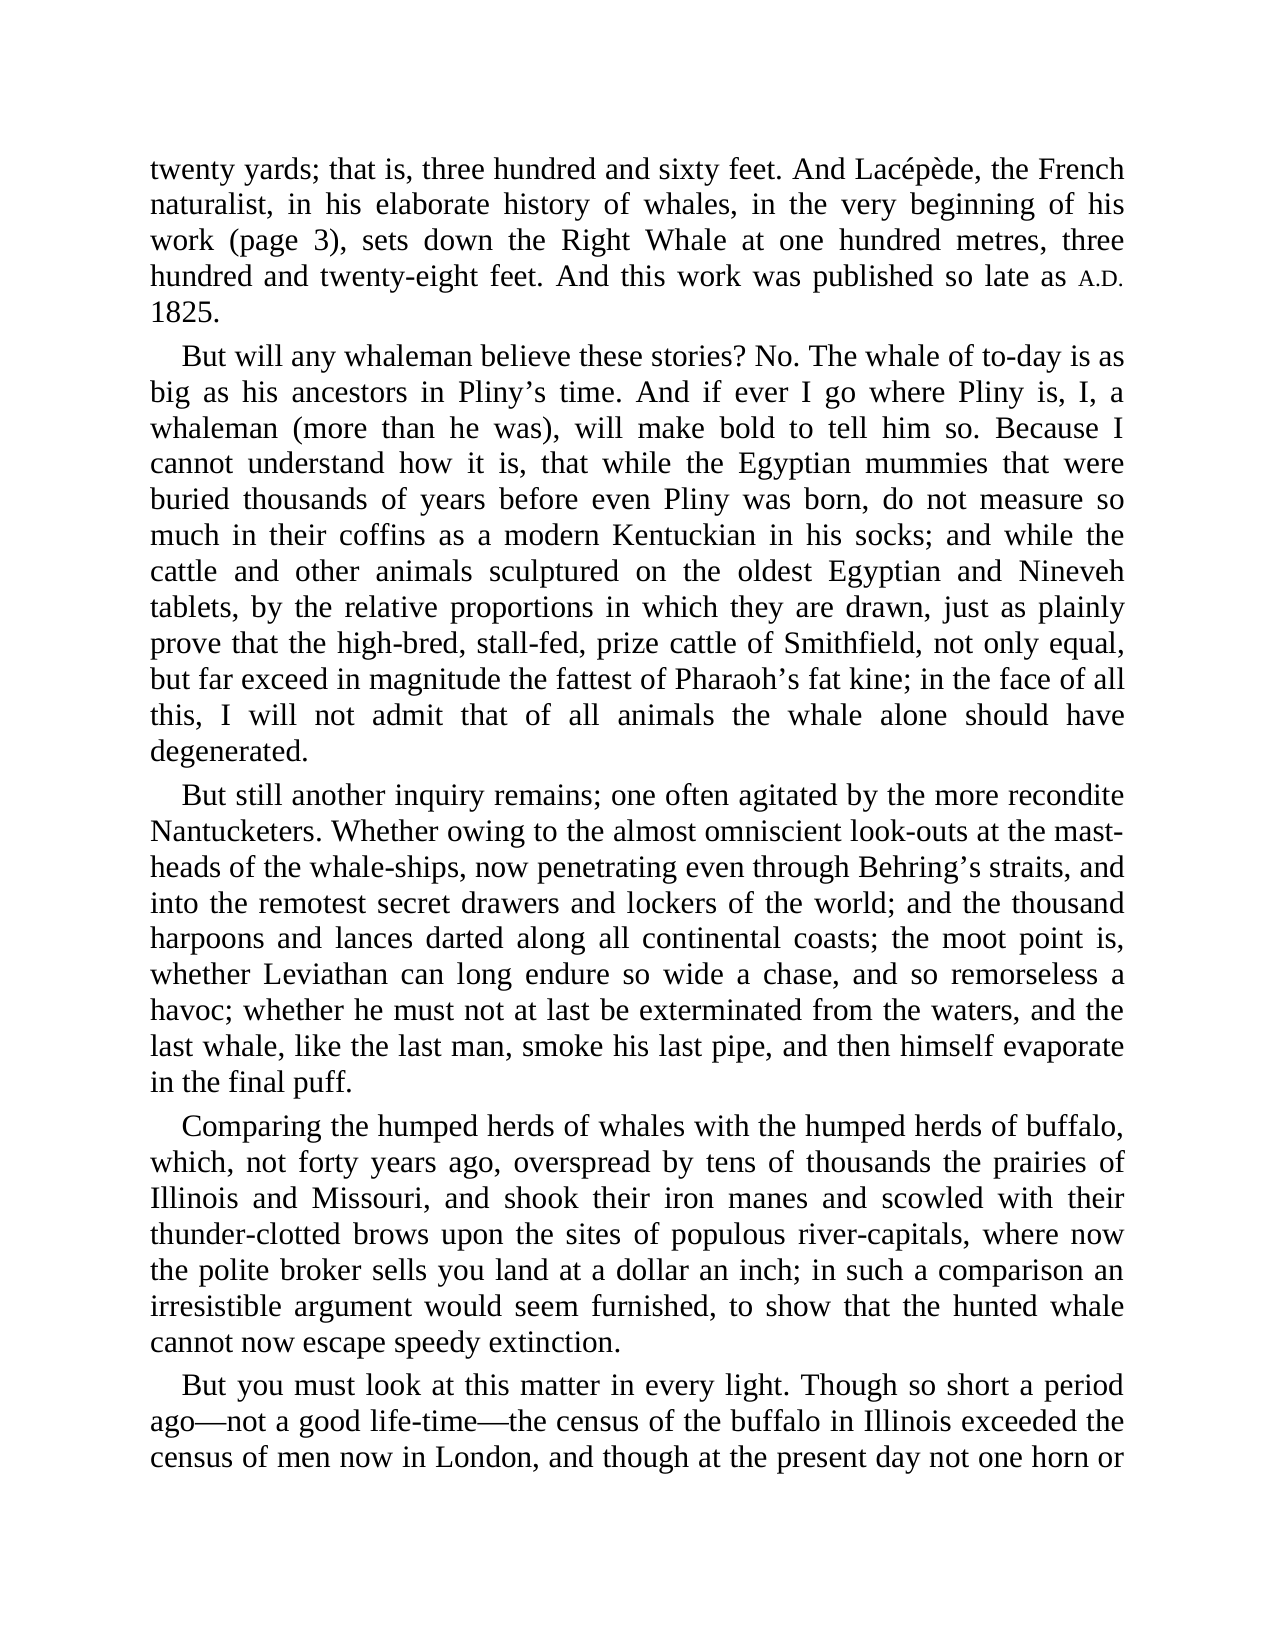 twenty yards; that is, three hundred and sixty feet. And Lacépède, the French
naturalist, in his elaborate history of whales, in the very beginning of his
work (page 3), sets down the Right Whale at one hundred metres, three
hundred and twenty-eight feet. And this work was published so late as A.D.
1825.
But will any whaleman believe these stories? No. The whale of to-day is as
big as his ancestors in Pliny’s time. And if ever I go where Pliny is, I, a
whaleman (more than he was), will make bold to tell him so. Because I
cannot understand how it is, that while the Egyptian mummies that were
buried thousands of years before even Pliny was born, do not measure so
much in their coffins as a modern Kentuckian in his socks; and while the
cattle and other animals sculptured on the oldest Egyptian and Nineveh
tablets, by the relative proportions in which they are drawn, just as plainly
prove that the high-bred, stall-fed, prize cattle of Smithfield, not only equal,
but far exceed in magnitude the fattest of Pharaoh’s fat kine; in the face of all
this, I will not admit that of all animals the whale alone should have
degenerated.
But still another inquiry remains; one often agitated by the more recondite
Nantucketers. Whether owing to the almost omniscient look-outs at the mast-
heads of the whale-ships, now penetrating even through Behring’s straits, and
into the remotest secret drawers and lockers of the world; and the thousand
harpoons and lances darted along all continental coasts; the moot point is,
whether Leviathan can long endure so wide a chase, and so remorseless a
havoc; whether he must not at last be exterminated from the waters, and the
last whale, like the last man, smoke his last pipe, and then himself evaporate
in the final puff.
Comparing the humped herds of whales with the humped herds of buffalo,
which, not forty years ago, overspread by tens of thousands the prairies of
Illinois and Missouri, and shook their iron manes and scowled with their
thunder-clotted brows upon the sites of populous river-capitals, where now
the polite broker sells you land at a dollar an inch; in such a comparison an
irresistible argument would seem furnished, to show that the hunted whale
cannot now escape speedy extinction.
But you must look at this matter in every light. Though so short a period
ago—not a good life-time—the census of the buffalo in Illinois exceeded the
census of men now in London, and though at the present day not one horn or